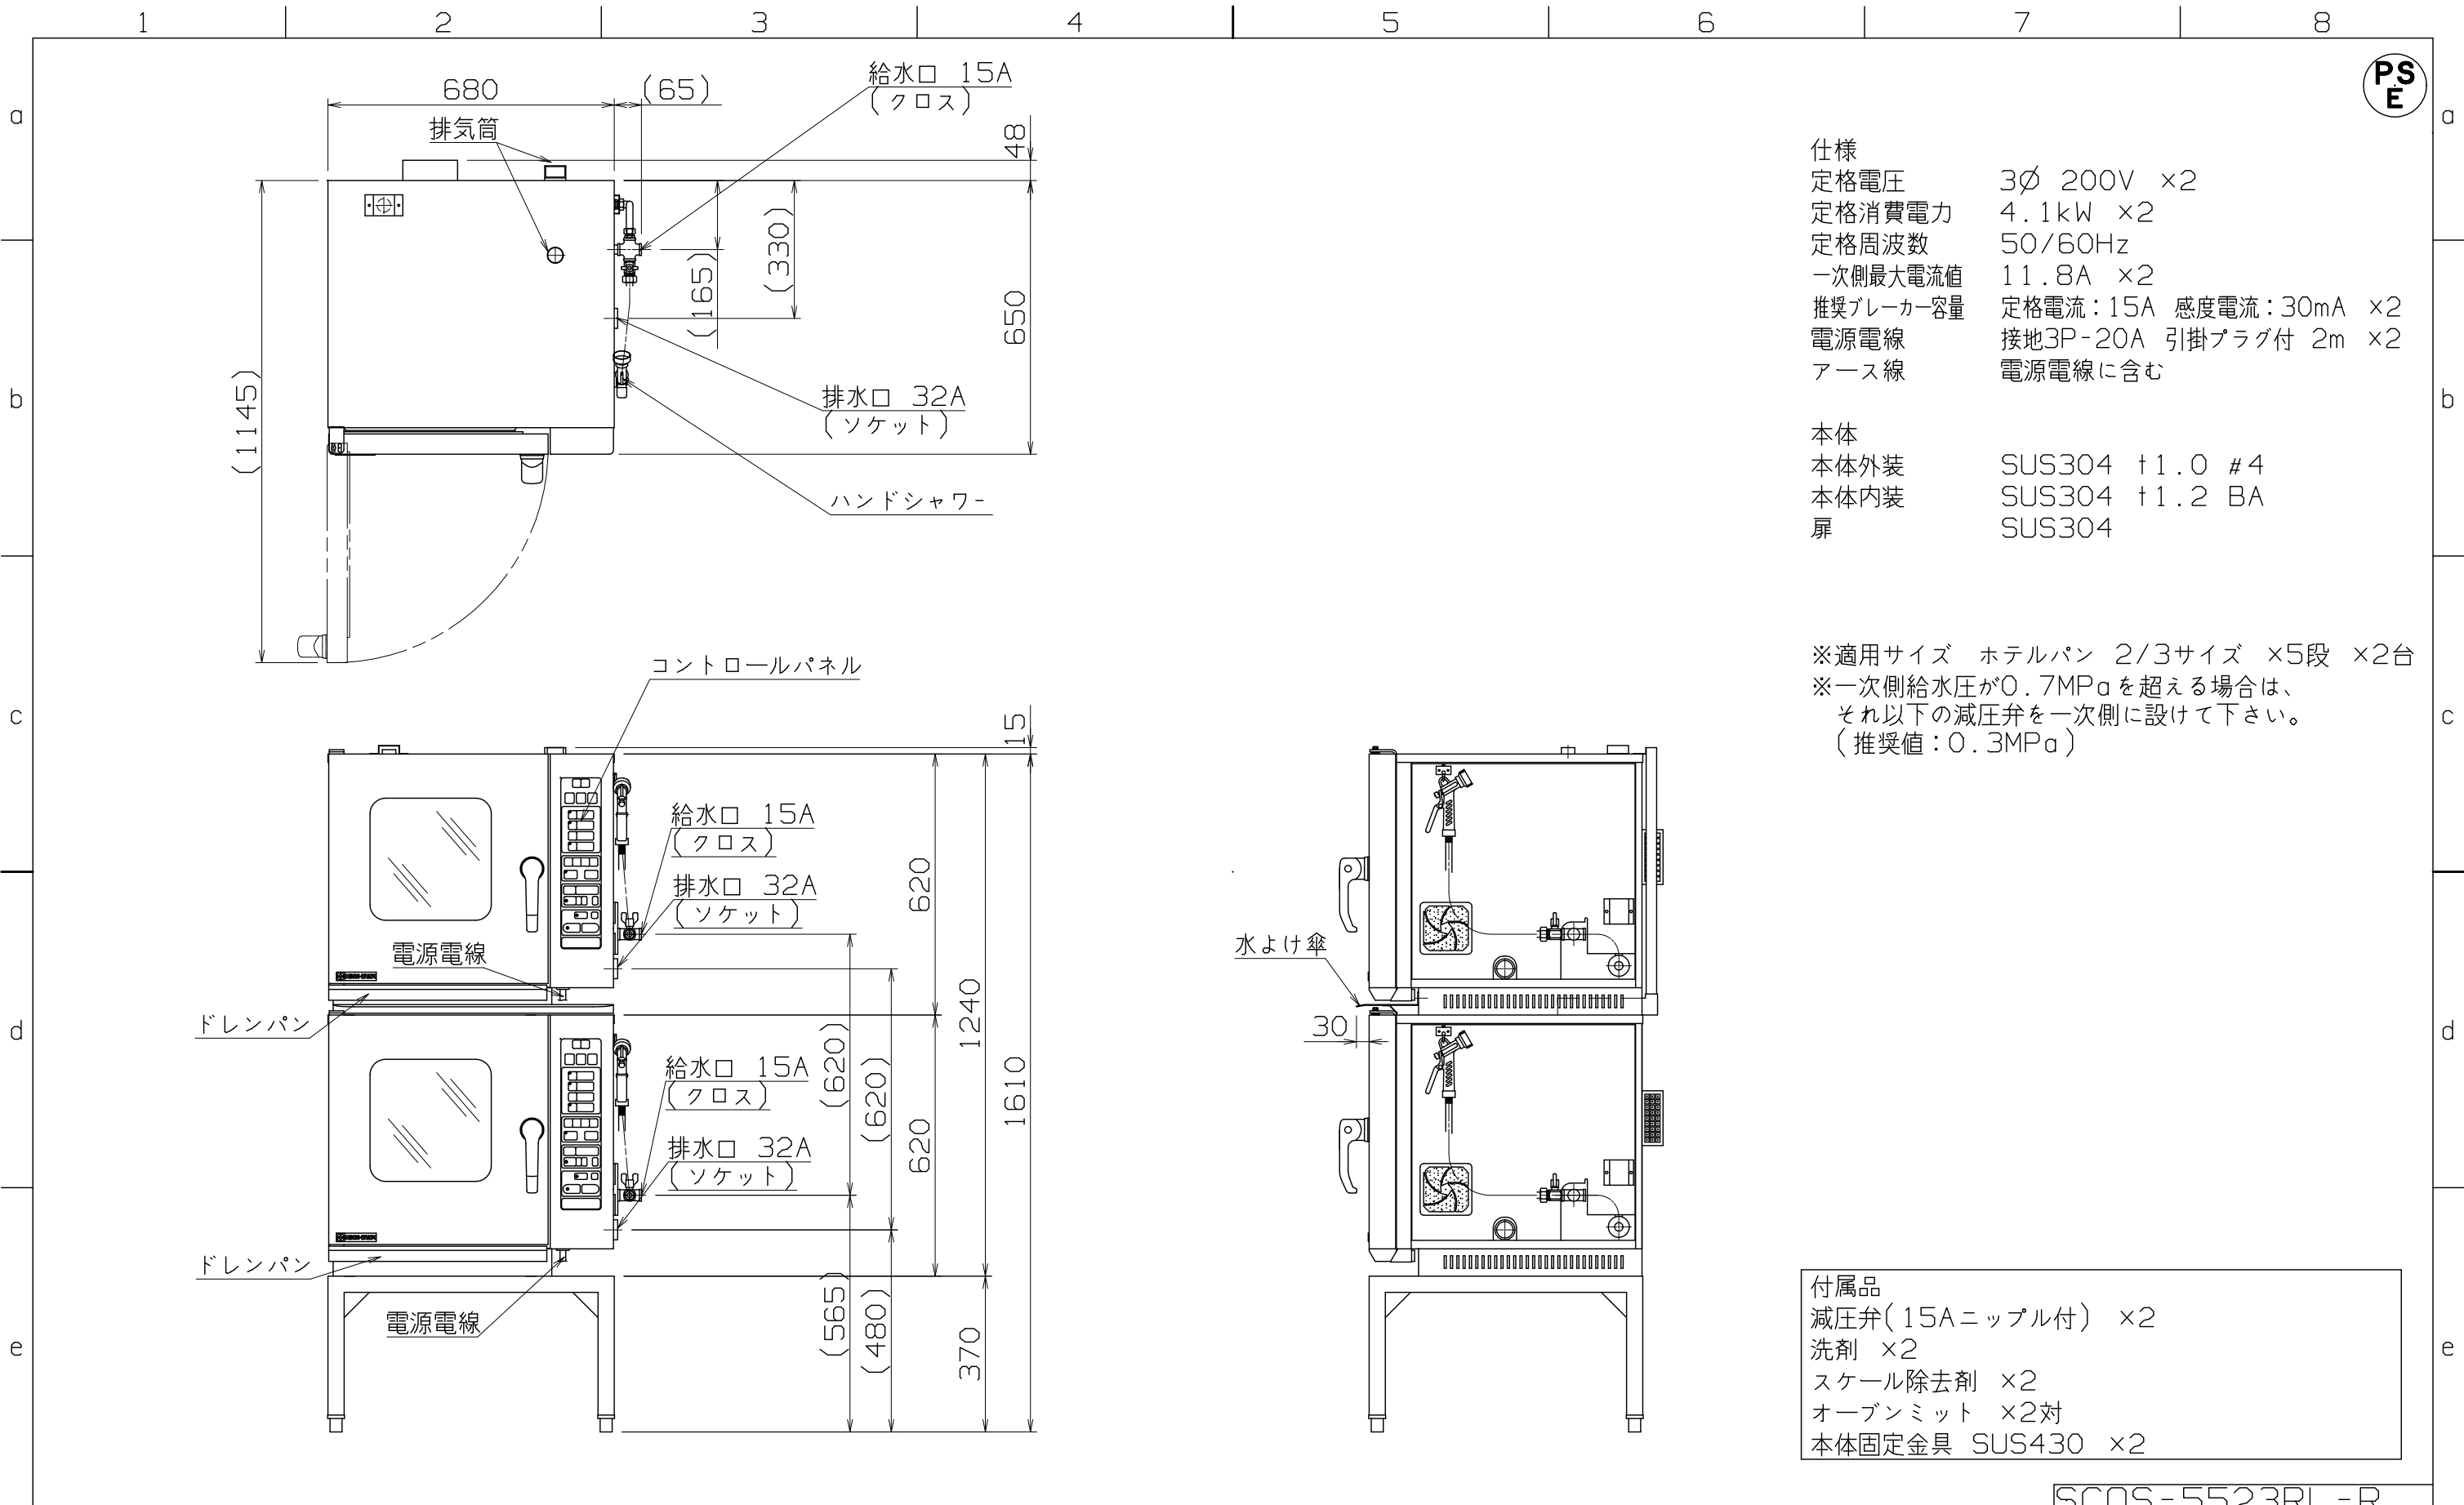 1 2 3 4 5 6 7 8
PS
E
a a
b b
c c
d d
e e
680
(65)
給水口 15A
(クロス)
排気筒
48
(330)
(165)
650
(1145)
排水口 32A
(ソケット)
ハンドシャワー
仕様
定格電圧 3Ø 200V ×2
定格消費電力 4.1kW ×2
定格周波数 50/60Hz
一次側最大電流値 11.8A ×2
推奨ブレーカー容量 定格電流：15A 感度電流：30mA ×2
電源電線 接地3P-20A 引掛プラグ付 2m ×2
アース線 電源電線に含む
本体
本体外装 SUS304 t1.0 #4
本体内装 SUS304 t1.2 BA
扉 SUS304
※適用サイズ ホテルパン 2/3サイズ ×5段 ×2台
※一次側給水圧が0.7MPaを超える場合は、
それ以下の減圧弁を一次側に設けて下さい。
(推奨値：0.3MPa)
コントロールパネル
15
給水口 15A
(クロス)
排水口 32A
(ソケット)
620
電源電線
ドレンパン
水よけ傘
30
1240
(620)
(620)
1610
給水口 15A
(クロス)
620
排水口 32A
(ソケット)
ドレンパン
電源電線
(565)
(480)
370
付属品
減圧弁(15Aニップル付) ×2
洗剤 ×2
スケール除去剤 ×2
オーブンミット ×2対
本体固定金具 SUS430 ×2
SCOS-5523RL-R